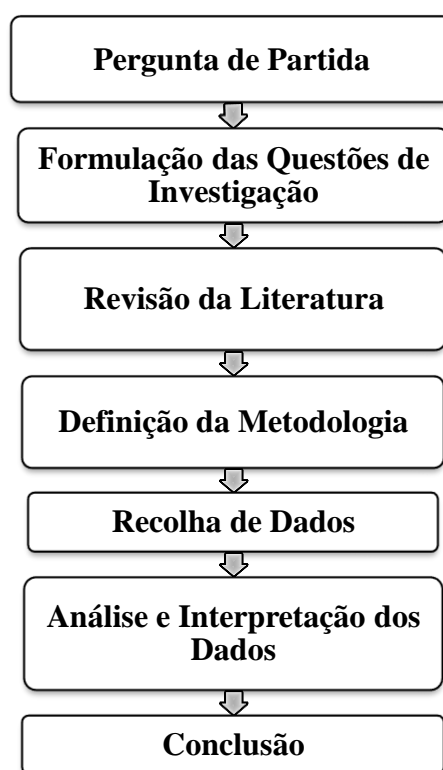 Pergunta de Partida
Formulação das Questões de
Investigação
Revisão da Literatura
Definição da Metodologia
Recolha de Dados
Análise e Interpretação dos
Dados
Conclusão